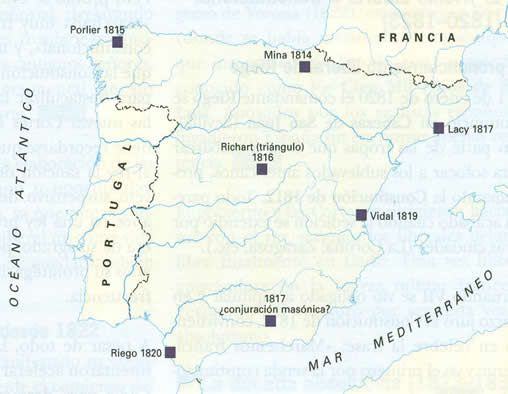 Porlier 1815
Mina 1814
FRANCIA
Lacy 1817
Richart (triángulo)
1816
Vidal 1819
OCÉANO ATLÁNTICO
PORTUGAL
1817
¿conjuración masónica?
Riego 1820
MAR MEDITERRÁNEO